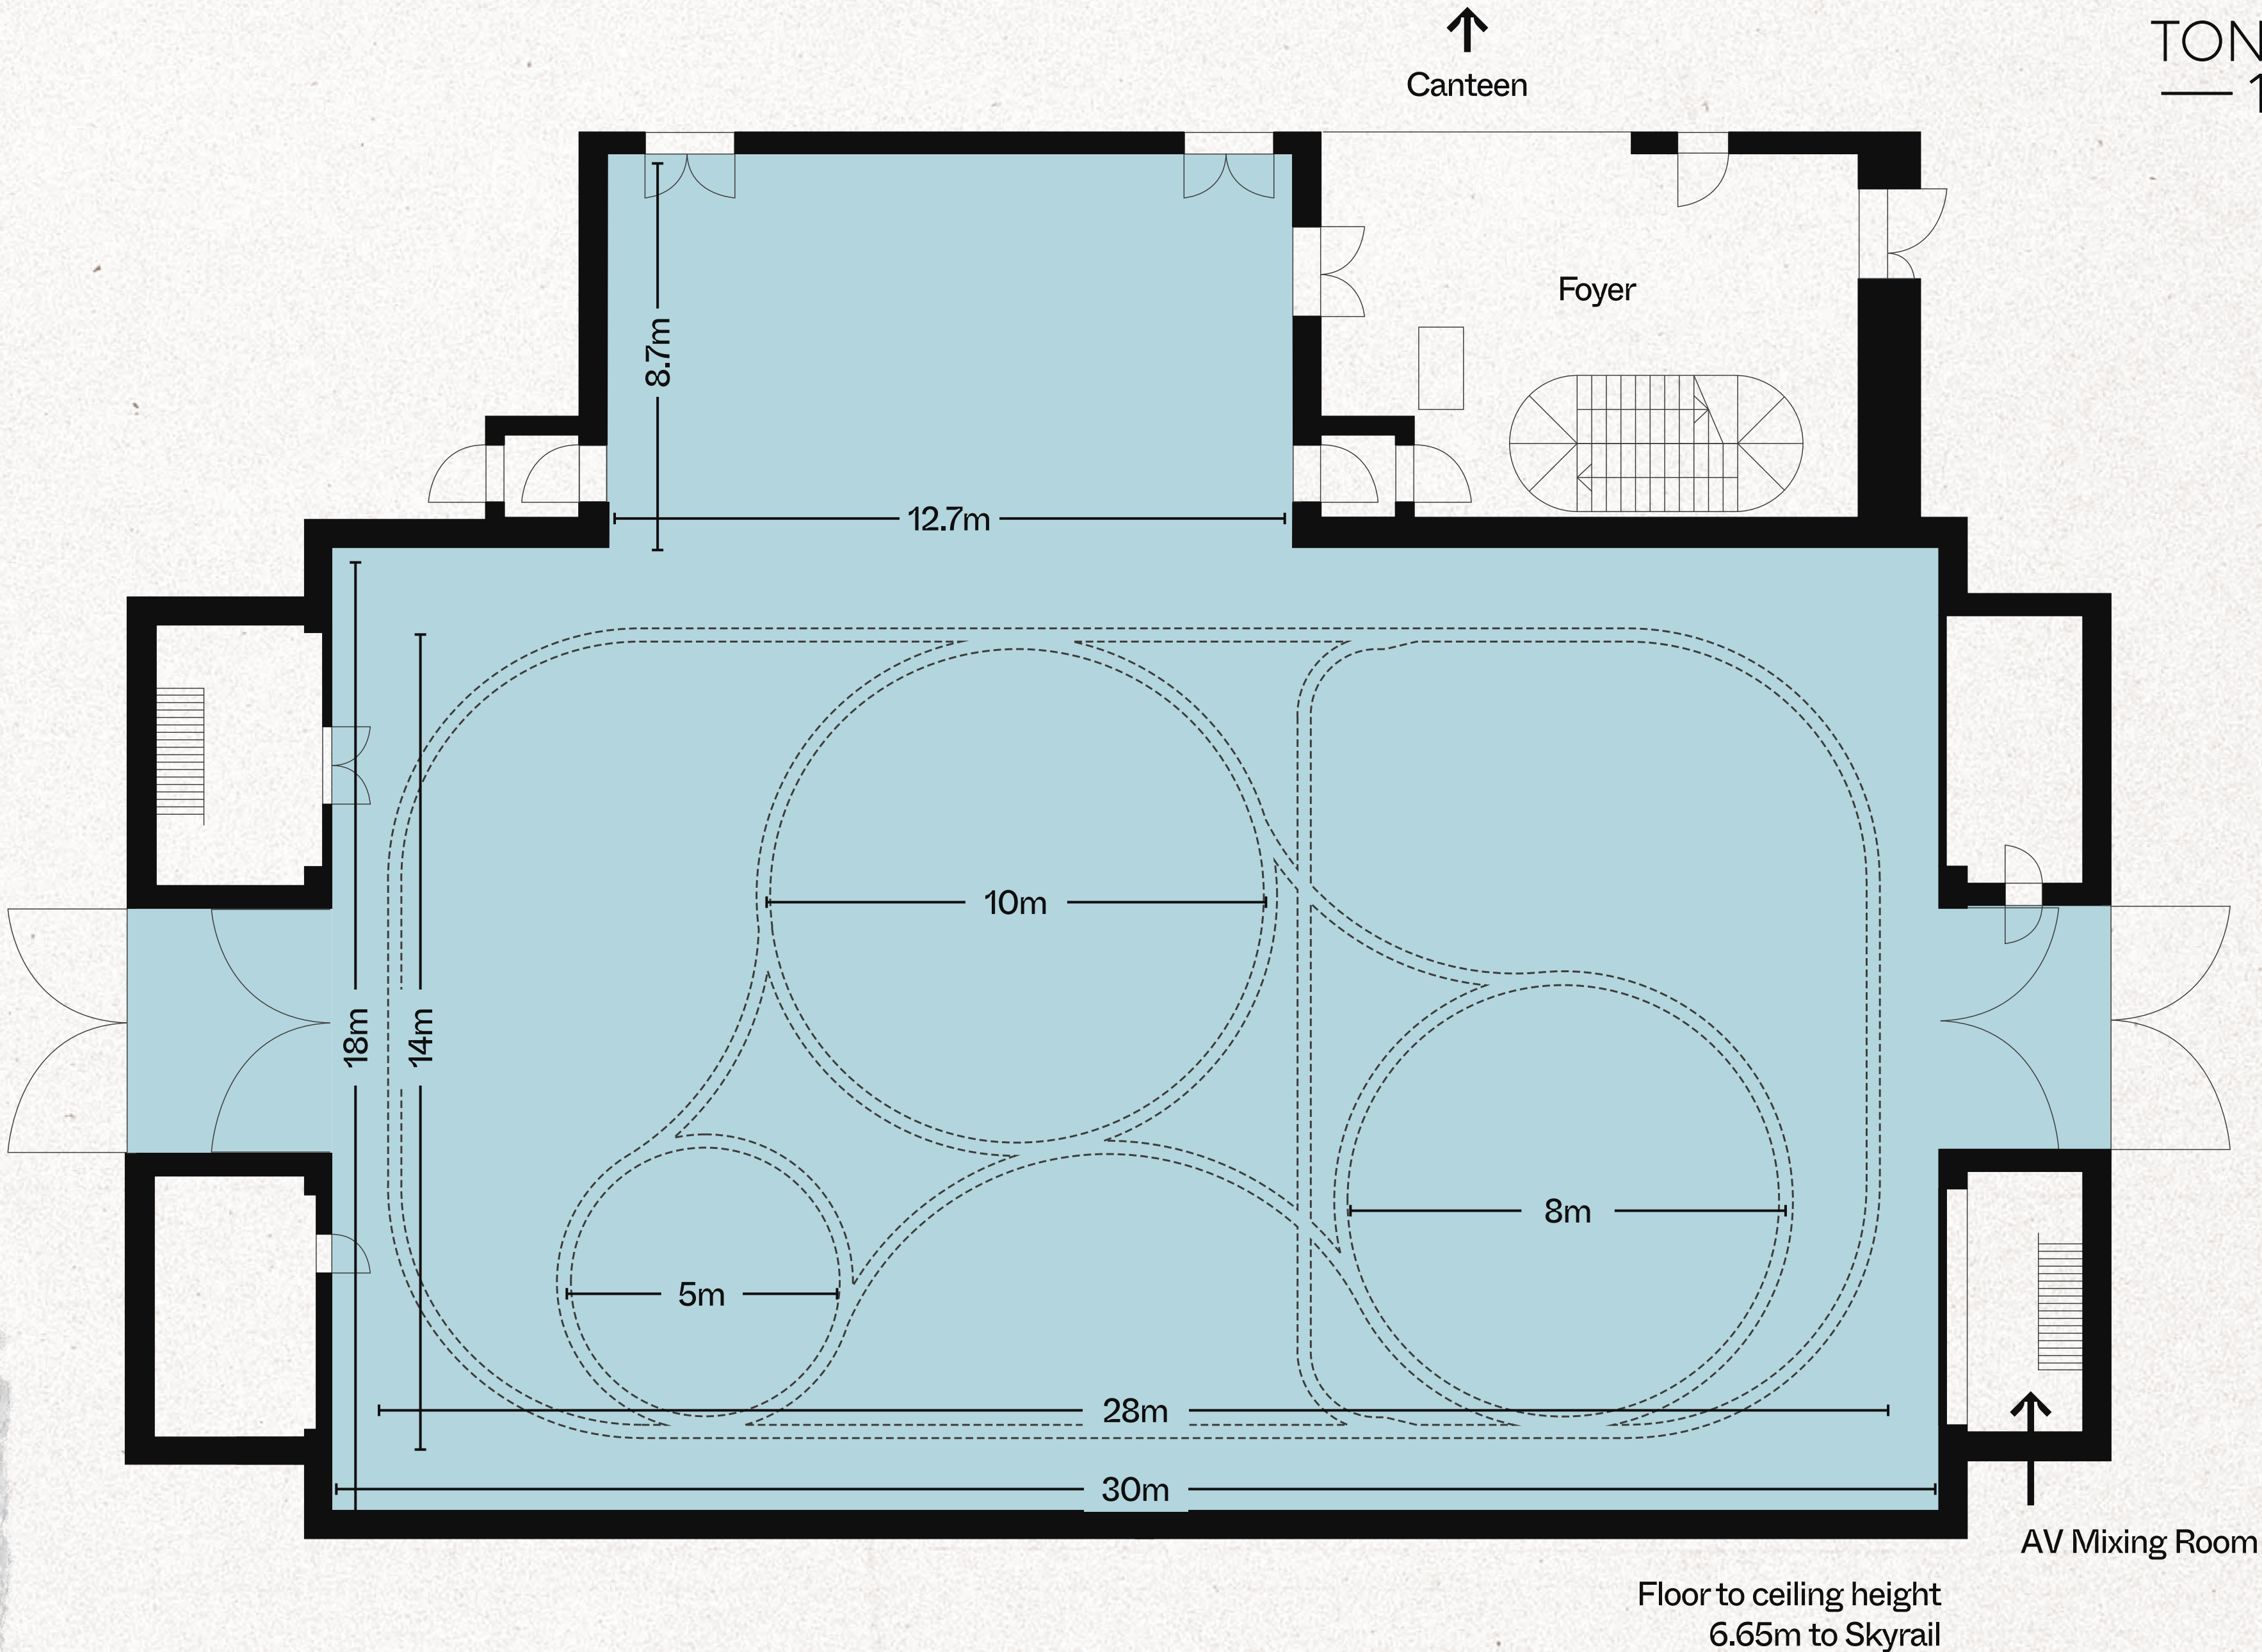 Canteen
TON
1
Foyer
8.7m
12.7m
10m
18m
14m
8m
5m
28m
30m
AV Mixing Room
Floor to ceiling height
6.65m to Skyrail